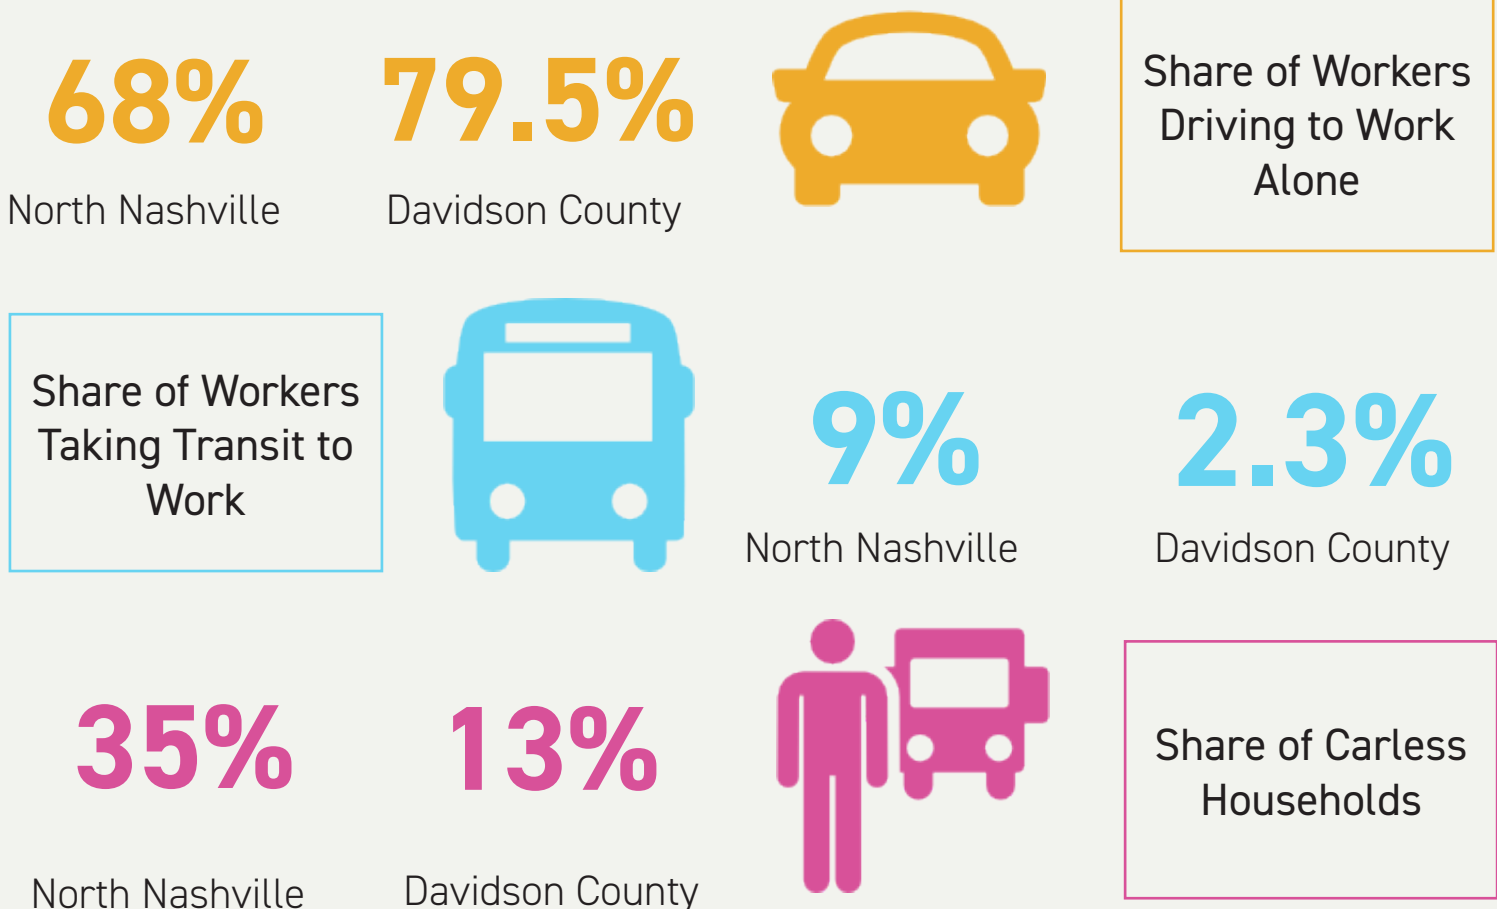 68%
79.5%
North Nashville
Davidson County
Share of Workers
Driving to Work
Alone
Share of Workers
Taking Transit to
Work
9%
2.3%
North Nashville
Davidson County
35%
13%
North Nashville
Davidson County
Share of Carless
Households